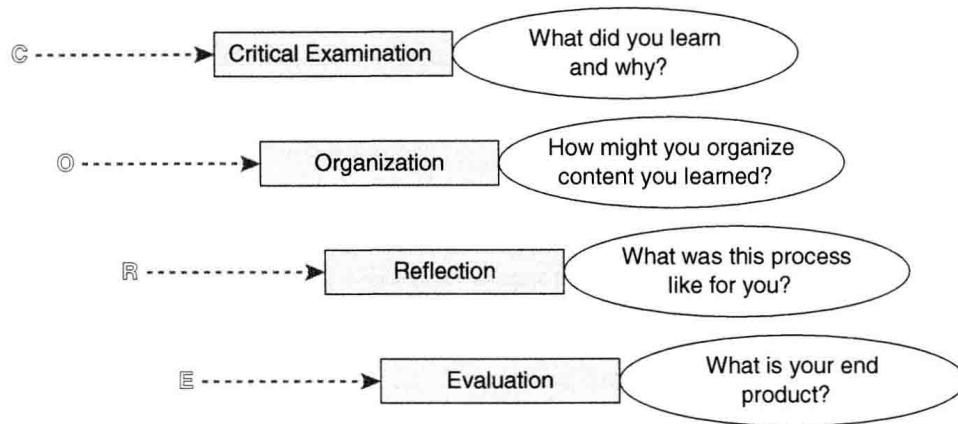 C
Critical Examination
What did you learn
and why?
O
Organization
How might you organize
content you learned?
R
Reflection
What was this process
like for you?
E
Evaluation
What is your end
product?